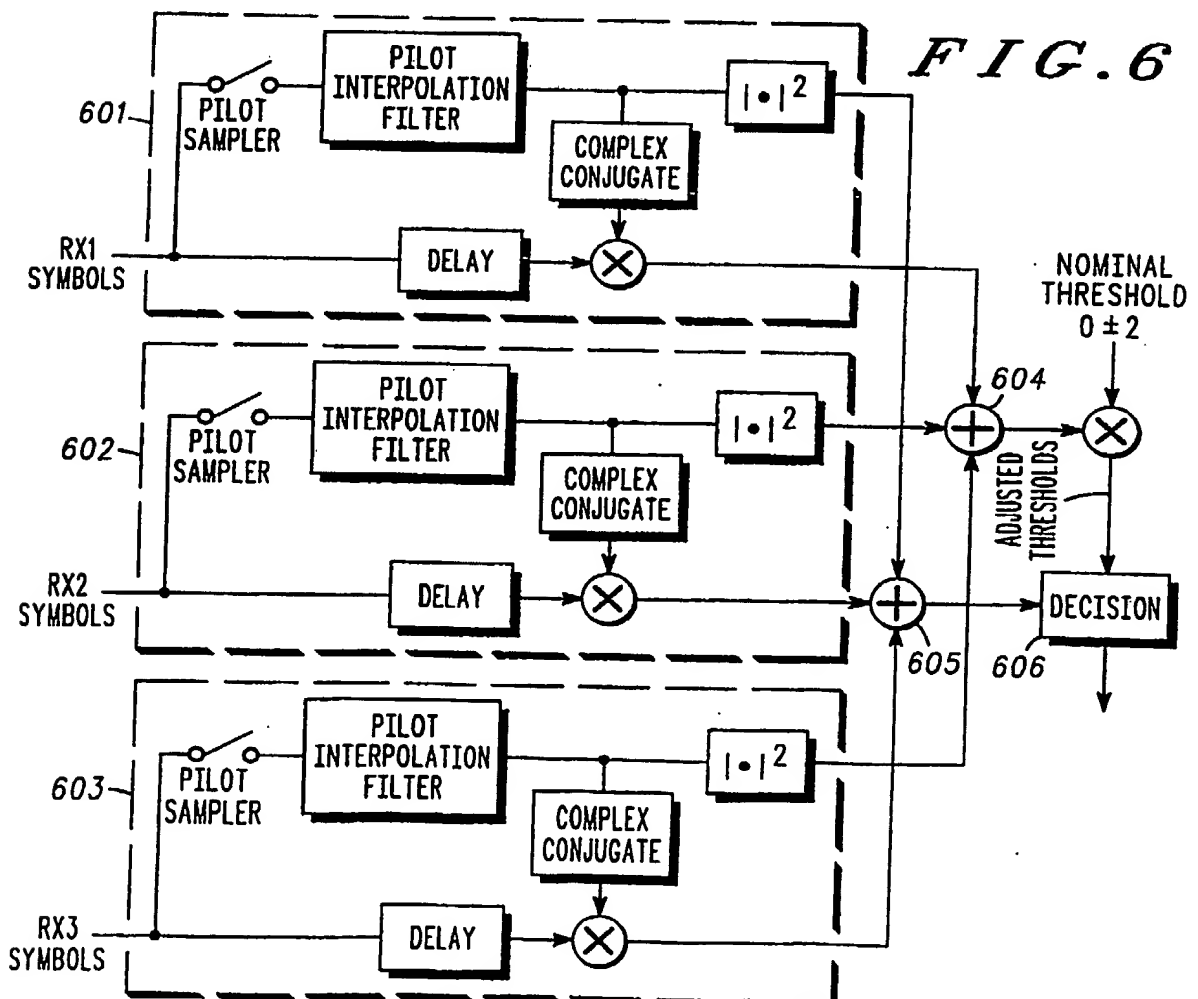 FIG.6
PILOT
INTERPOLATION
FILTER
|•|2
PILOT
SAMPLER
601
COMPLEX
CONJUGATE
RX1
SYMBOLS
DELAY
NOMINAL
THRESHOLD
0 ± 2
PILOT
INTERPOLATION
FILTER
|•|2
604
PILOT
SAMPLER
602
COMPLEX
CONJUGATE
ADJUSTED
THRESHOLDS
RX2
SYMBOLS
DELAY
DECISION
605
606
PILOT
INTERPOLATION
FILTER
|•|2
PILOT
SAMPLER
603
COMPLEX
CONJUGATE
RX3
SYMBOLS
DELAY